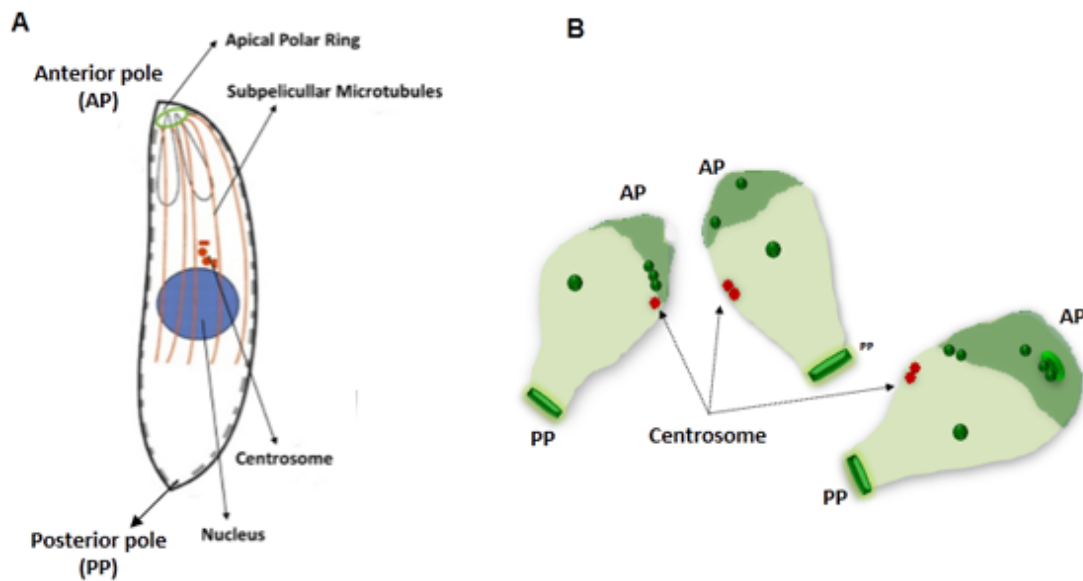 A
Apical Polar Ring
Anterior pole
(AP)
Subpelicullar Microtubules
Centrosome
Nucleus
Posterior pole
(PP)
B
AP
AP
AP
PP
PP
PP
Centrosome